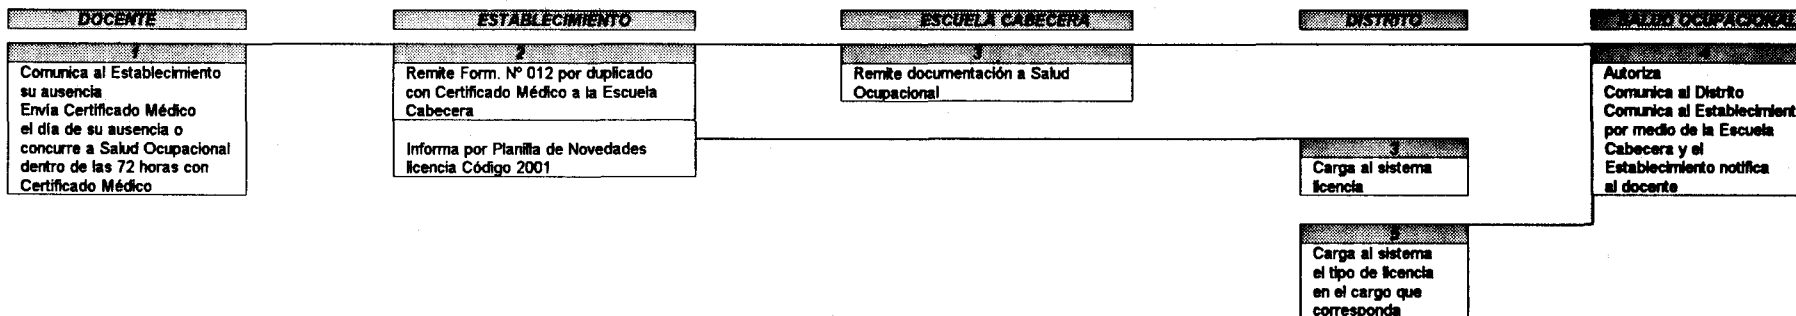 DOCENTE
ESTABLECIMIENTO
ESCUELA CABECERA
DISTRITO
SALUD OCUPACIONAL
1
Comunica al Establecimiento
su ausencia
Envía Certificado Médico
el día de su ausencia o
concurre a Salud Ocupacional
dentro de las 72 horas con
Certificado Médico
2
Remite Form. Nº 012 por duplicado
con Certificado Médico a la Escuela
Cabecera
Informa por Planilla de Novedades
licencia Código 2001
3
Remite documentación a Salud
Ocupacional
3
Carga al sistema
licencia
4
Autoriza
Comunica al Distrito
Comunica al Establecimient
por medio de la Escuela
Cabecera y el
Establecimiento notifica
al docente
5
Carga al sistema
el tipo de licencia
en el cargo que
corresponda